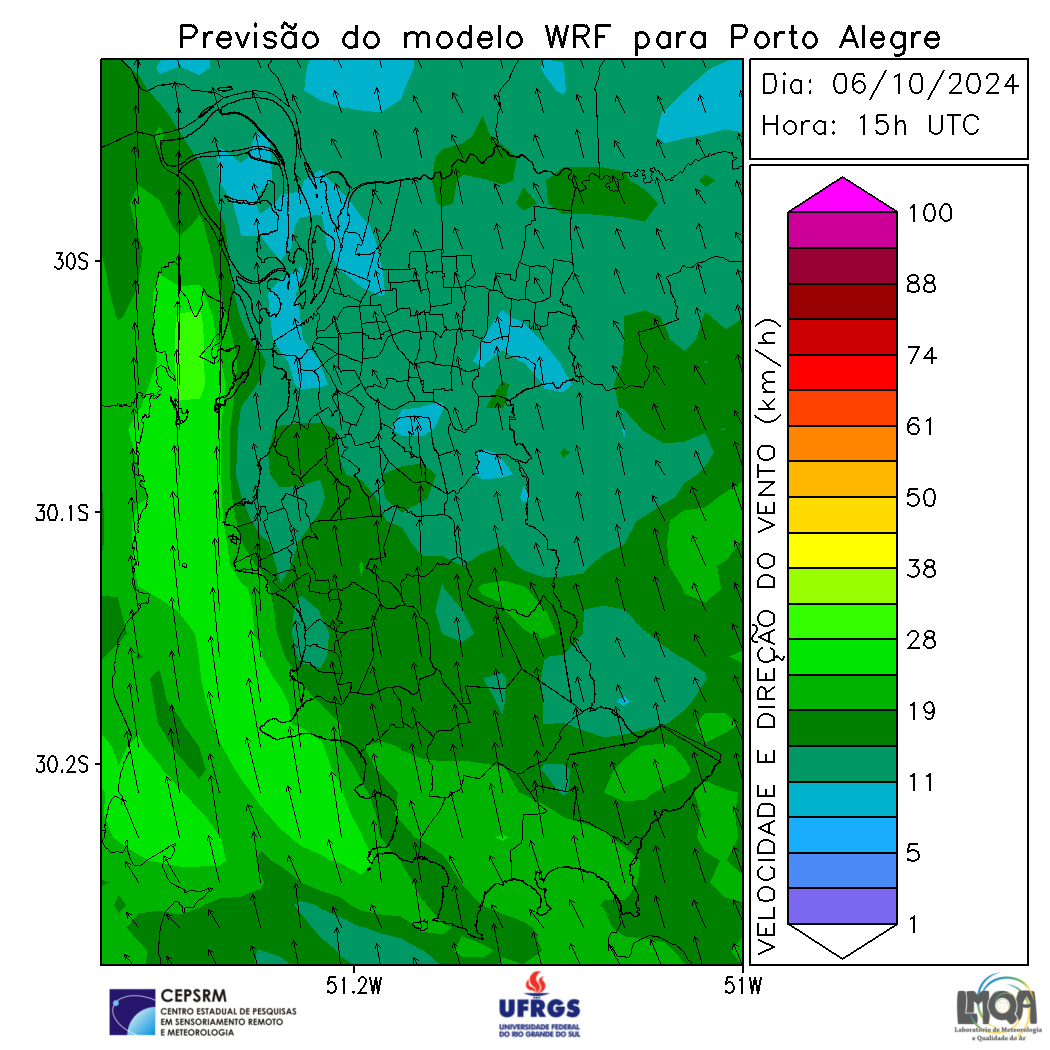 Previsão do modelo WRF para Porto Alegre
Dia: 06/10/2024
Hora: 15h UTC
30S
30.1S
30.2S
51.2W
51W
VELOCIDADE E DIREÇÃO DO VENTO (km/h)
100
88
74
61
50
38
28
19
11
5
1
CEPSRM
CENTRO ESTADUAL DE PESQUISAS
EM SENSORIAMENTO REMOTO
E METEOROLOGIA
UFRGS
UNIVERSIDADE FEDERAL
DO RIO GRANDE DO SUL
LMQA
Laboratório de Meteorologia
e Qualidade do Ar